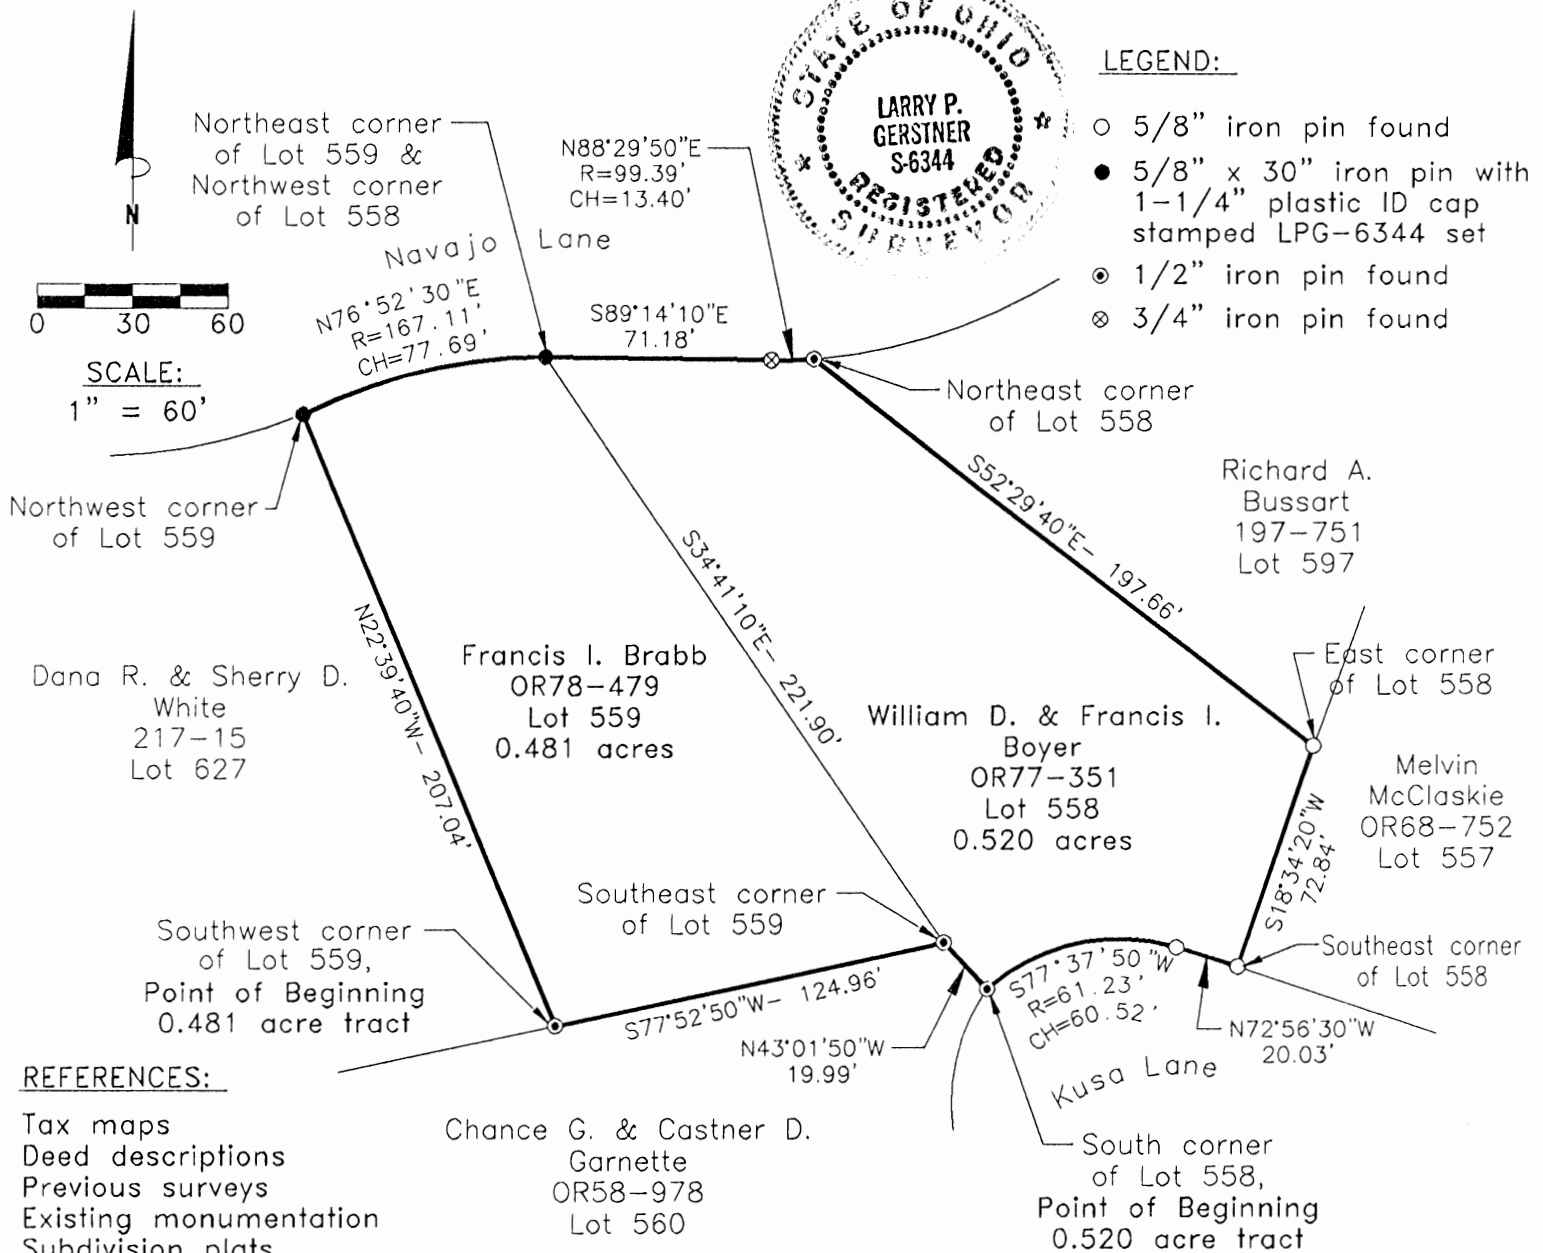 STATE OF OHIO
LARRY P.
GERSTNER
S-6344
REGISTERED
SURVEYOR
LEGEND:
5/8" iron pin found
5/8" x 30" iron pin with
1-1/4" plastic ID cap
stamped LPG-6344 set
1/2" iron pin found
3/4" iron pin found
N
0 30 60
SCALE:
1" = 60'
Northeast corner
of Lot 559 &
Northwest corner
of Lot 558
N88°29'50"E
R=99.39'
CH=13.40'
Navajo Lane
N76°52'30"E
R=167.11'
CH=77.69'
S89°14'10"E
71.18'
Northeast corner
of Lot 558
Northwest corner
of Lot 559
S52°29'40"E- 197.66'
Richard A.
Bussart
197-751
Lot 597
S34°41'10"E- 221.90'
N22°39'40"W- 207.04'
Dana R. & Sherry D.
White
217-15
Lot 627
Francis I. Brabb
OR78-479
Lot 559
0.481 acres
William D. & Francis I.
Boyer
OR77-351
Lot 558
0.520 acres
East corner
of Lot 558
Melvin
McClaskie
OR68-752
Lot 557
S18°34'20"W
72.84'
Southeast corner
of Lot 559
Southwest corner
of Lot 559,
Point of Beginning
0.481 acre tract
S77°52'50"W- 124.96'
N43°01'50"W
19.99'
S77°37'50"W
R=61.23'
CH=60.52'
Southeast corner
of Lot 558
N72°56'30"W
20.03'
Kusa Lane
South corner
of Lot 558,
Point of Beginning
0.520 acre tract
Chance G. & Castner D.
Garnette
OR58-978
Lot 560
REFERENCES:
Tax maps
Deed descriptions
Previous surveys
Existing monumentation
Subdivision plats